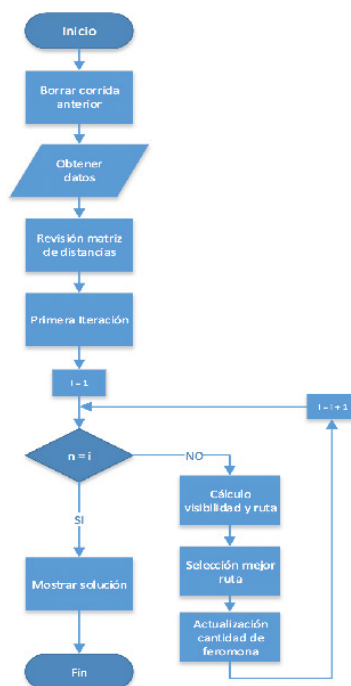 Inicio
Borrar corrida
anterior
Obtener
datos
Revisión matriz
de distancias
Primera Iteración
I = 1
I = I + 1
n = i
NO
SI
Cálculo
visibilidad y ruta
Selección mejor
ruta
Actualización
cantidad de
feromona
Mostrar solución
Fin